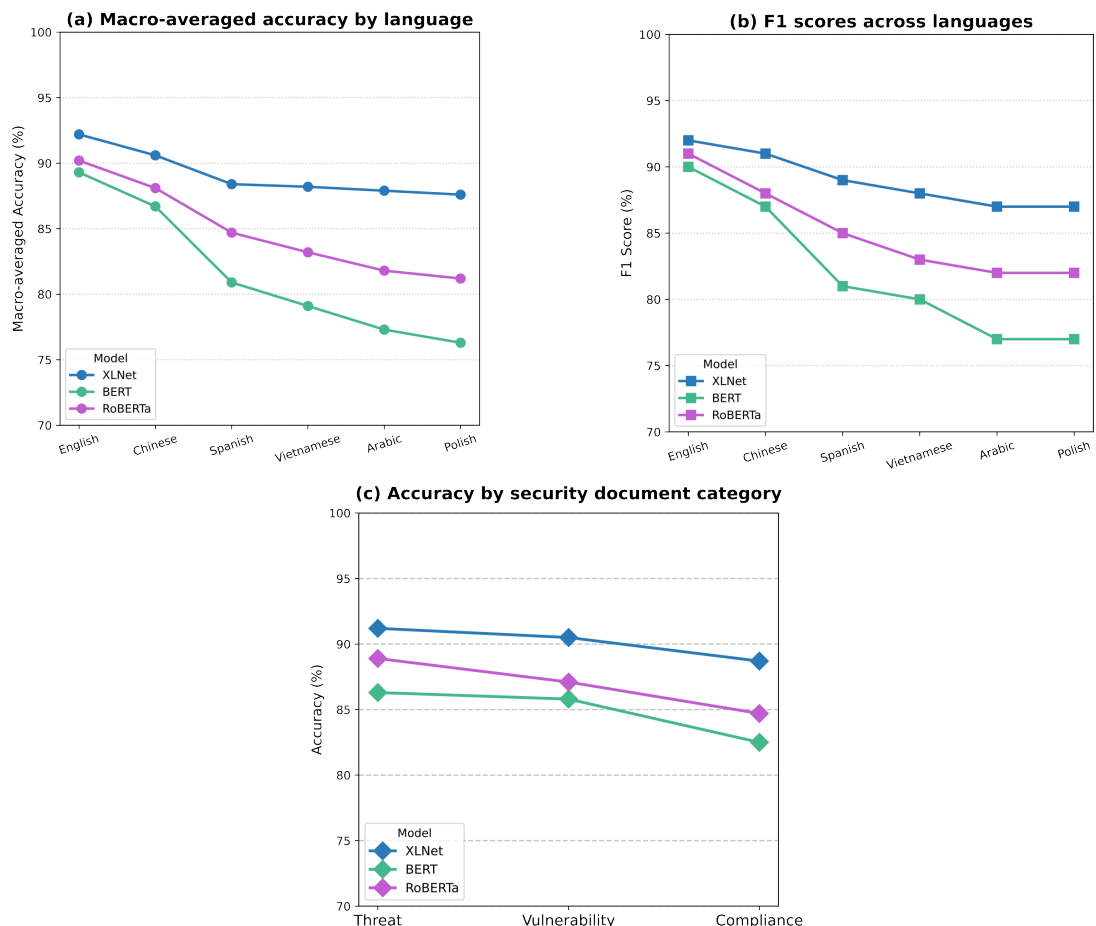 (a) Macro-averaged accuracy by language
Macro-averaged Accuracy (%)
100
95
90
85
80
75
70
Model
XLNet
BERT
RoBERTa
English
Chinese
Spanish
Vietnamese
Arabic
Polish
(b) F1 scores across languages
F1 Score (%)
100
95
90
85
80
75
70
Model
XLNet
BERT
RoBERTa
English
Chinese
Spanish
Vietnamese
Arabic
Polish
(c) Accuracy by security document category
Accuracy (%)
100
95
90
85
80
75
70
Model
XLNet
BERT
RoBERTa
Threat
Vulnerability
Compliance